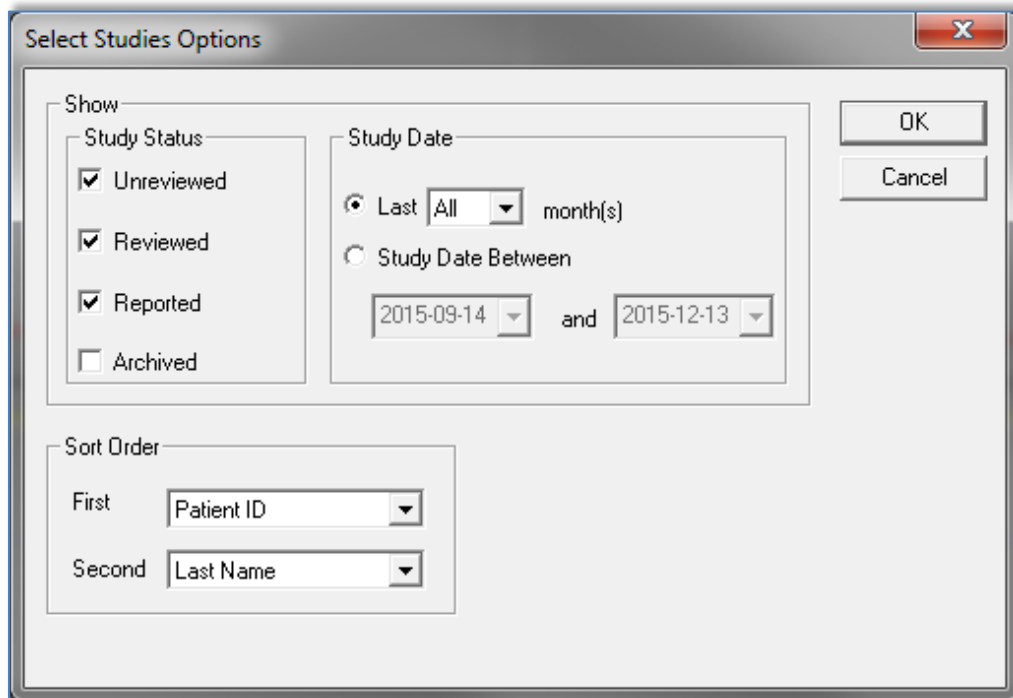 Select Studies Options
Show
Study Status
Unreviewed
Reviewed
Reported
Archived
Study Date
Last All month(s)
Study Date Between
2015-09-14 and 2015-12-13
OK
Cancel
Sort Order
First Patient ID
Second Last Name